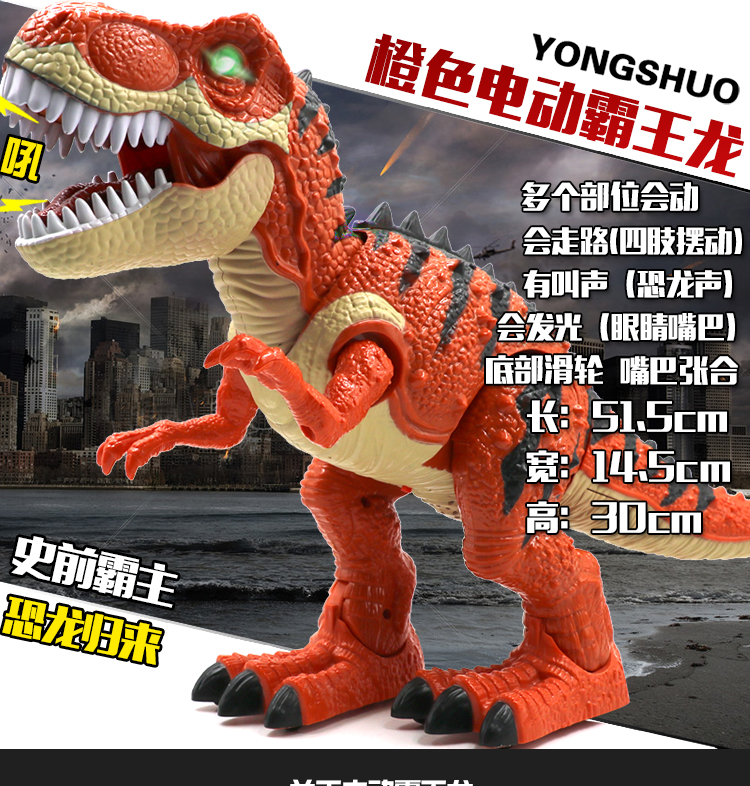 YONGSHUO
橙色电动霸王龙
吼
多个部位会动
会走路(四肢摆动)
有叫声（恐龙声）
会发光（眼睛嘴巴）
底部滑轮 嘴巴张合
长：51.5cm
宽：14.5cm
高：30cm
史前霸主
恐龙归来